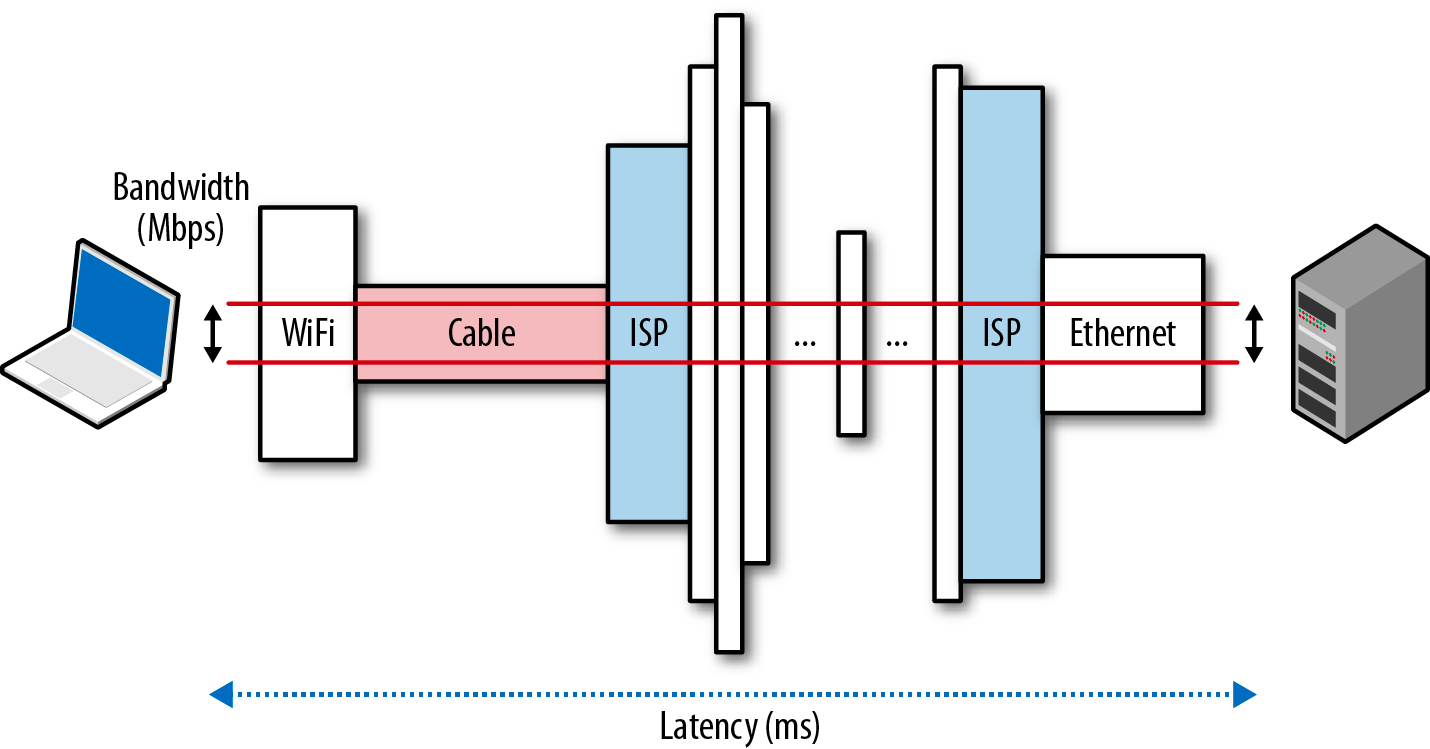 Bandwidth
(Mbps)
WiFi
Cable
ISP
...
...
ISP
Ethernet
Latency (ms)